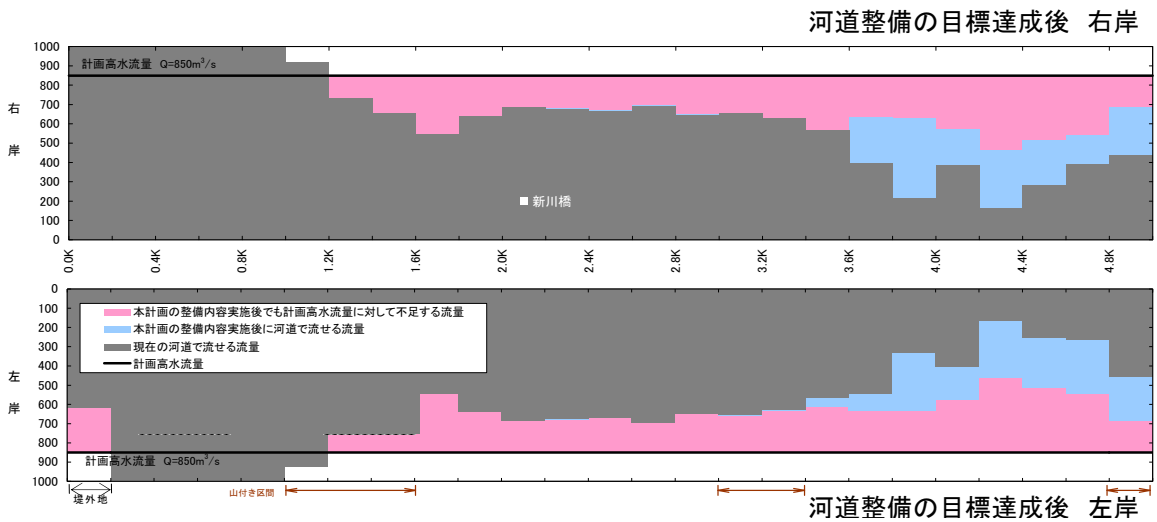 河道整備の目標達成後 右岸
1000
900
800
700
600
500
400
300
200
100
0
右
岸
計画高水流量 Q=850m³/s
新川橋
0.0K
0.4K
0.8K
1.2K
1.6K
2.0K
2.4K
2.8K
3.2K
3.6K
4.0K
4.4K
4.8K
0
100
200
300
400
500
600
700
800
900
1000
左
岸
本計画の整備内容実施後でも計画高水流量に対して不足する流量
本計画の整備内容実施後に河道で流せる流量
現在の河道で流せる流量
計画高水流量
計画高水流量 Q=850m³/s
堤外地
山付き区間
河道整備の目標達成後 左岸